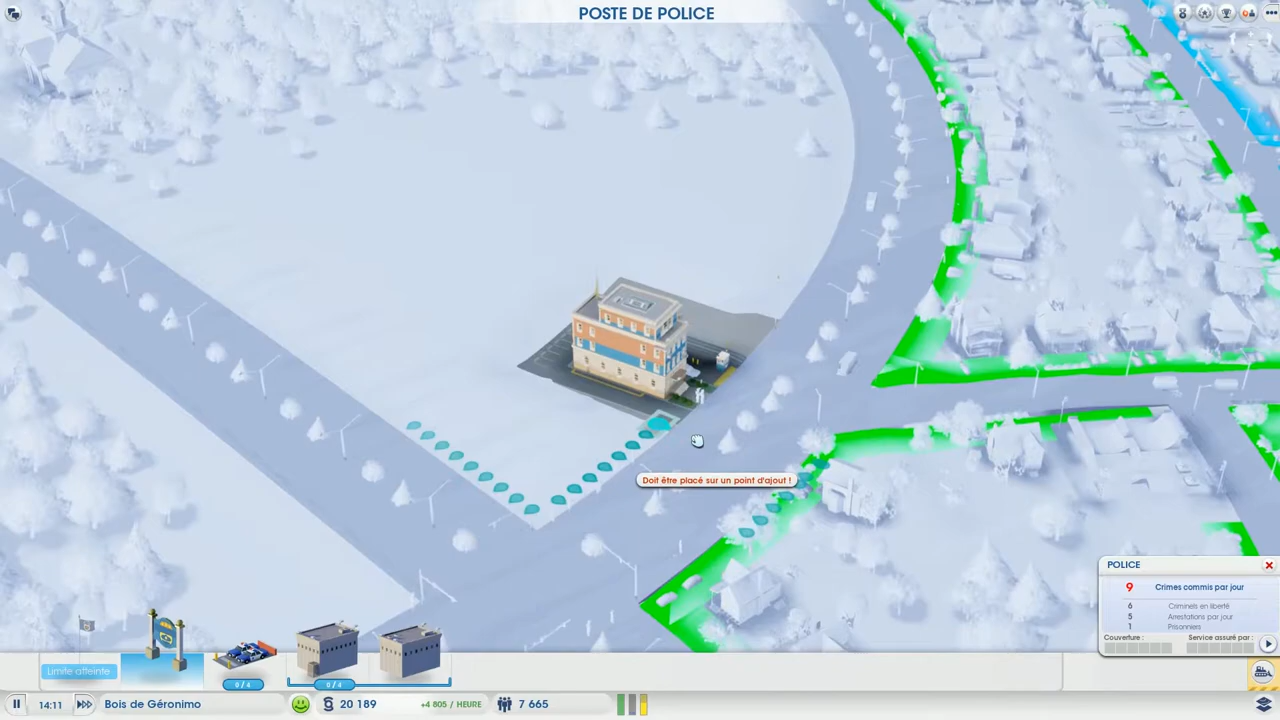 POSTE DE POLICE
Doit être placé sur un point d'ajout !
POLICE
9 Crimes commis par jour
6 Criminels en liberté
5 Arrestations par jour
1 Prisonniers
Couverture : Service assuré par :
Limite atteinte
0 / 4
0 / 4
14:11
Bois de Géronimo
20 189
+4 805 / HEURE
7 665